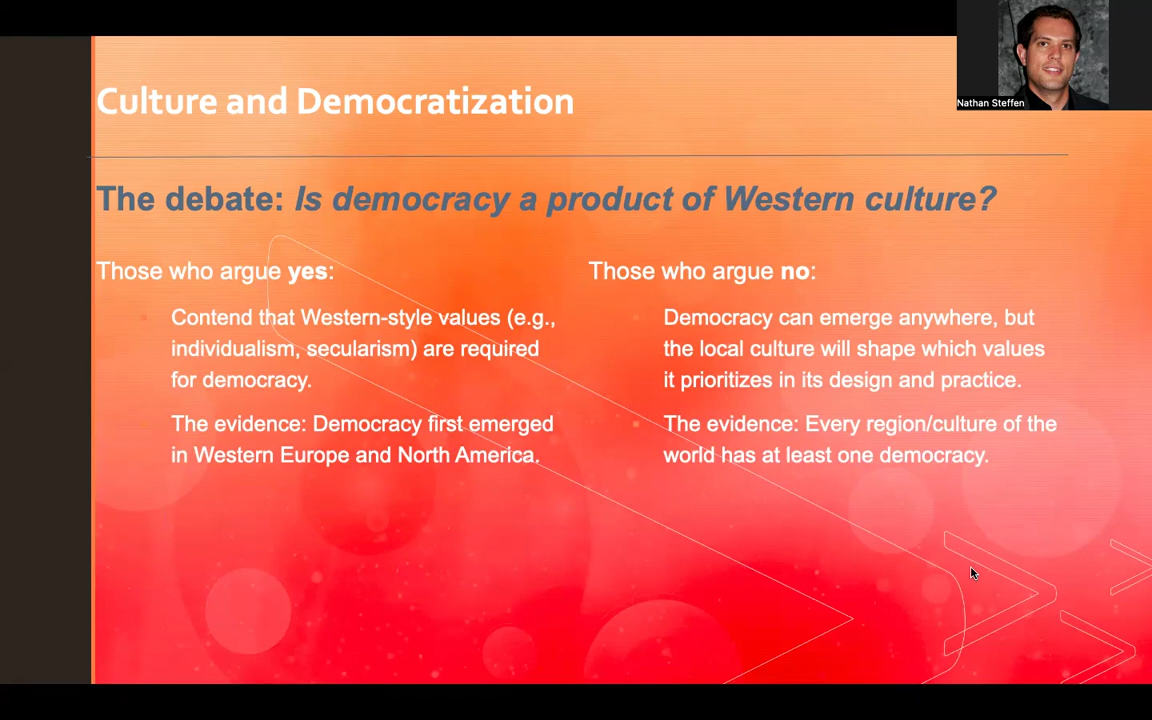 Nathan Steffen
Culture and Democratization
The debate: Is democracy a product of Western culture?
Those who argue yes:
Contend that Western-style values (e.g.,
individualism, secularism) are required
for democracy.
The evidence: Democracy first emerged
in Western Europe and North America.
Those who argue no:
Democracy can emerge anywhere, but
the local culture will shape which values
it prioritizes in its design and practice.
The evidence: Every region/culture of the
world has at least one democracy.